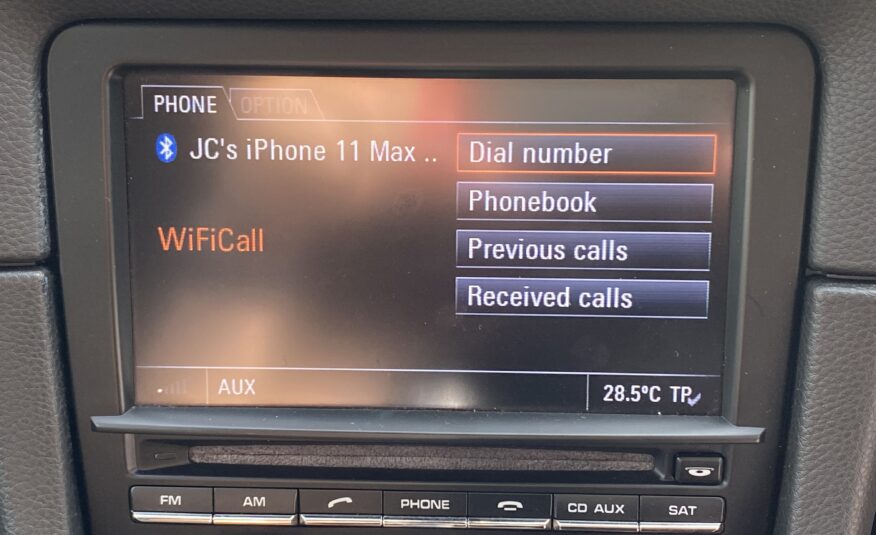 PHONE OPTION
JC's iPhone 11 Max .. Dial number
Phonebook
WiFiCall Previous calls
Received calls
AUX 28.5ºC TP
FM AM PHONE CD AUX SAT